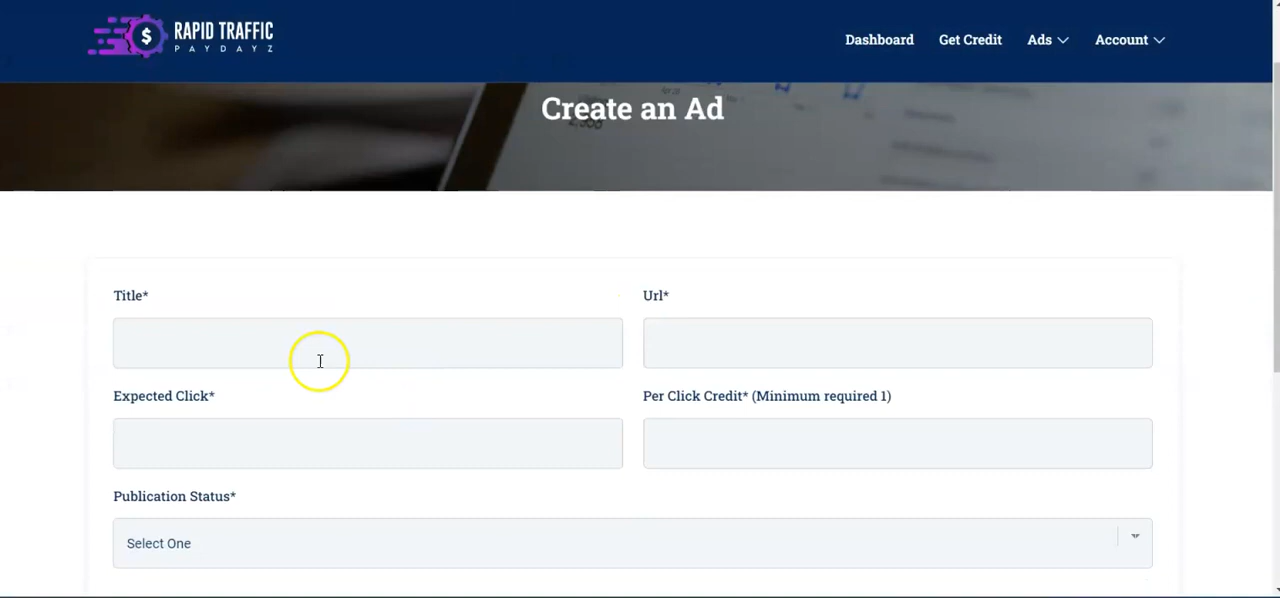 RAPID TRAFFIC
PAYDAYZ
Dashboard
Get Credit
Ads
Account
Create an Ad
Title*
Url*
Expected Click*
Per Click Credit* (Minimum required 1)
Publication Status*
Select One